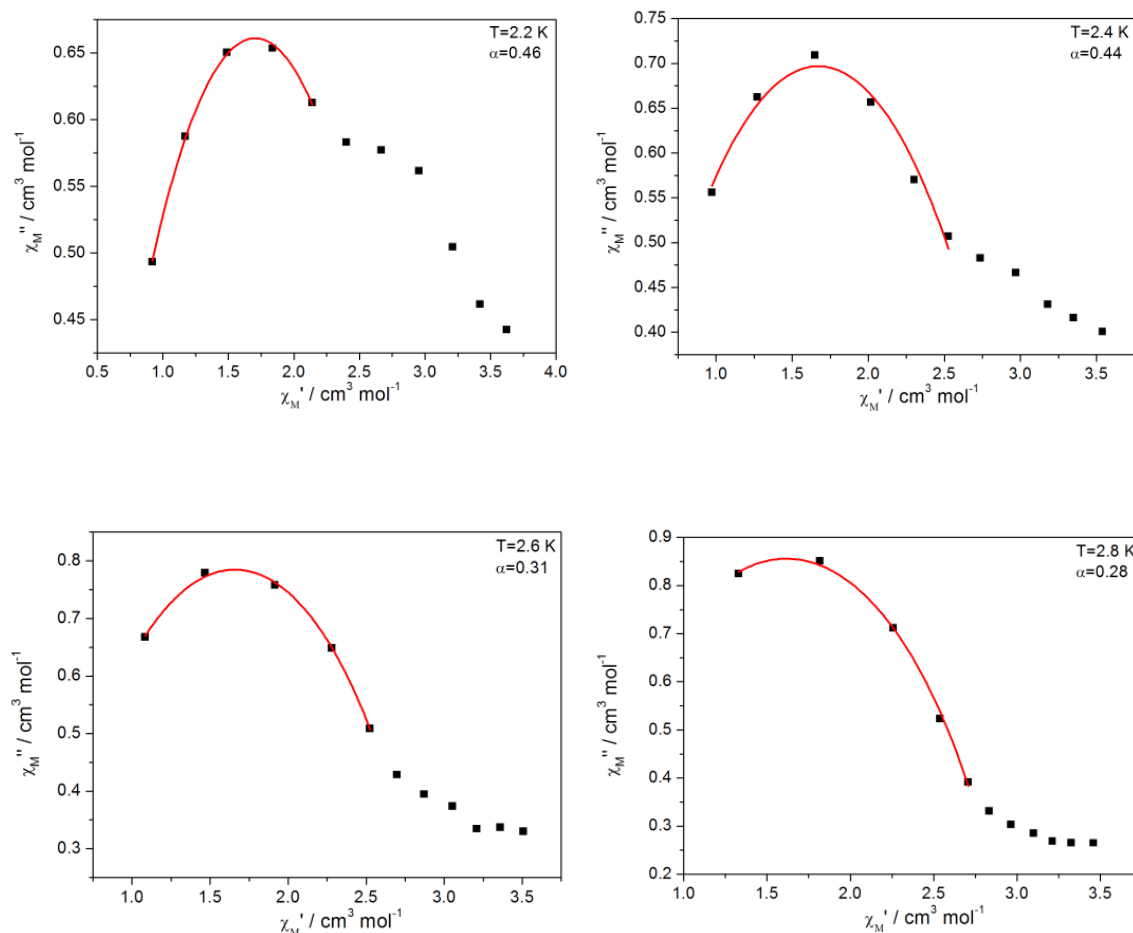 T=2.2 K
α=0.46
0.65
0.60
0.55
0.50
0.45
0.5 1.0 1.5 2.0 2.5 3.0 3.5 4.0
χM'' / cm³ mol⁻¹
χM' / cm³ mol⁻¹
T=2.4 K
α=0.44
0.75
0.70
0.65
0.60
0.55
0.50
0.45
0.40
1.0 1.5 2.0 2.5 3.0 3.5
χM'' / cm³ mol⁻¹
χM' / cm³ mol⁻¹
T=2.6 K
α=0.31
0.8
0.7
0.6
0.5
0.4
0.3
1.0 1.5 2.0 2.5 3.0 3.5
χM'' / cm³ mol⁻¹
χM' / cm³ mol⁻¹
T=2.8 K
α=0.28
0.9
0.8
0.7
0.6
0.5
0.4
0.3
0.2
1.0 1.5 2.0 2.5 3.0 3.5
χM'' / cm³ mol⁻¹
χM' / cm³ mol⁻¹